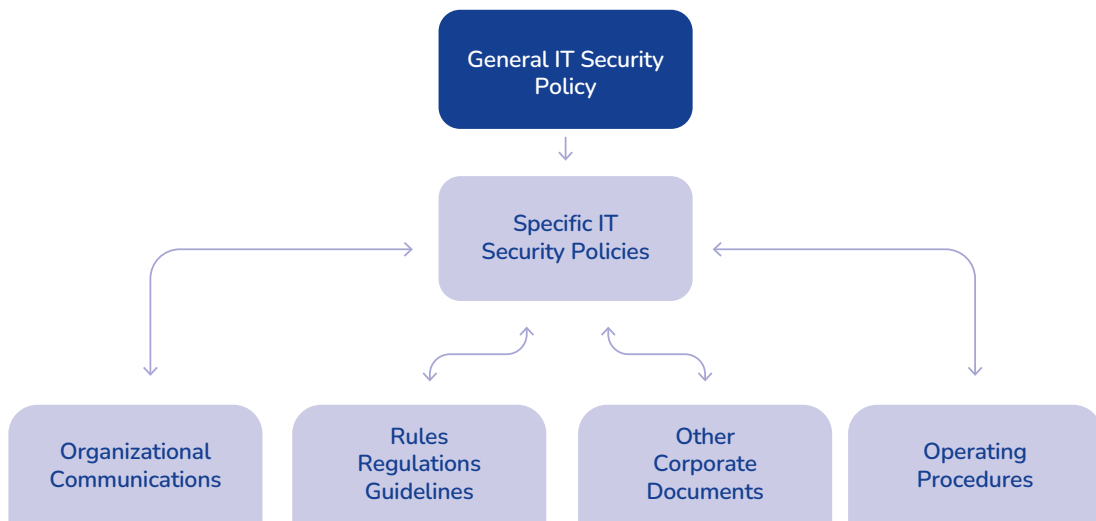 General IT Security
Policy
Specific IT
Security Policies
Organizational
Communications
Rules
Regulations
Guidelines
Other
Corporate
Documents
Operating
Procedures